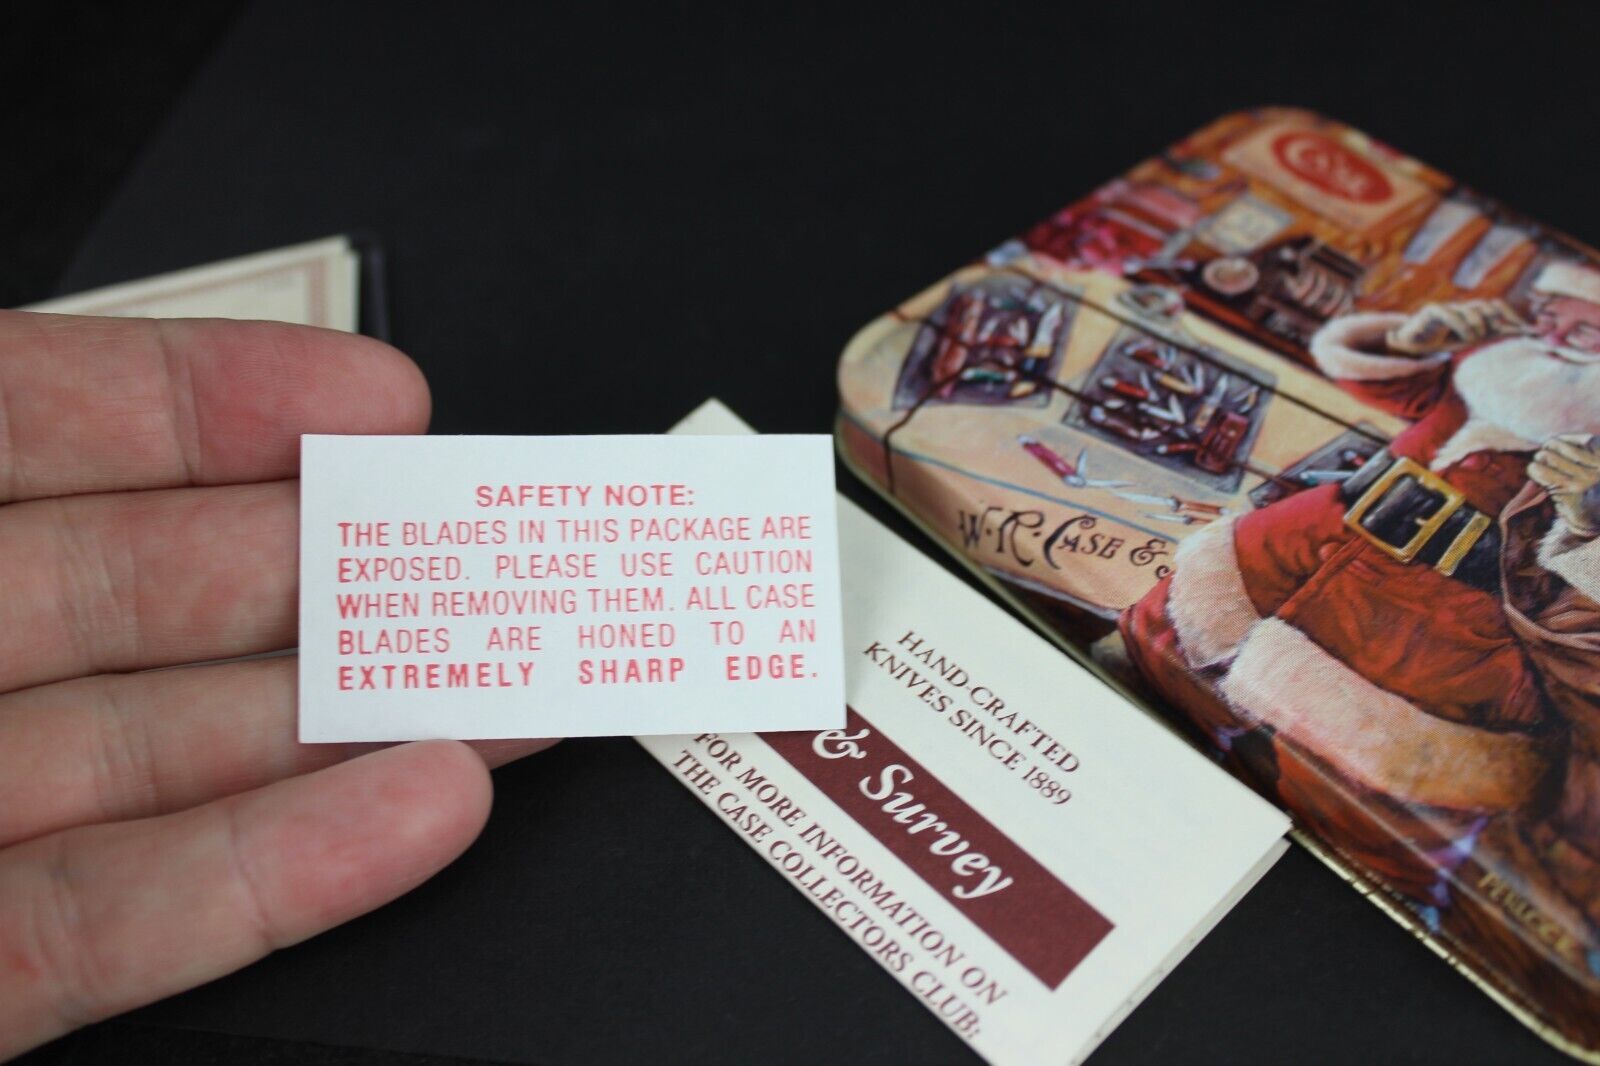 SAFETY NOTE:
THE BLADES IN THIS PACKAGE ARE
EXPOSED. PLEASE USE CAUTION
WHEN REMOVING THEM. ALL CASE
BLADES ARE HONED TO AN
EXTREMELY SHARP EDGE.
HAND-CRAFTED
KNIVES SINCE 1889
& Survey
FOR MORE INFORMATION ON
THE CASE COLLECTORS CLUB:
Case
W.R. CASE &